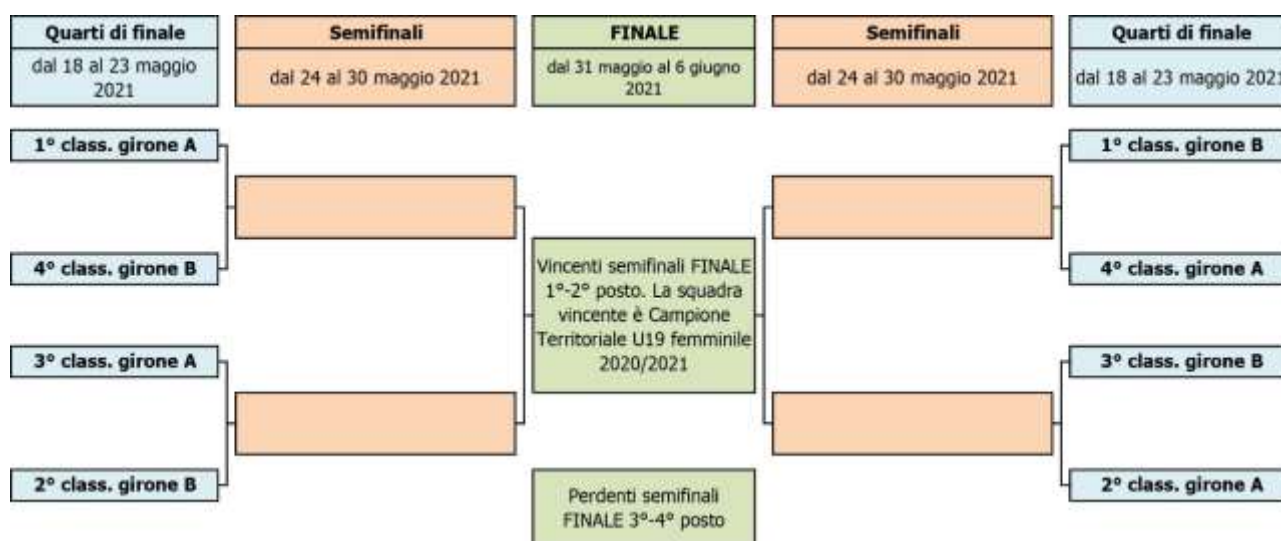 Quarti di finale
dal 18 al 23 maggio
2021
Semifinali
dal 24 al 30 maggio 2021
FINALE
dal 31 maggio al 6 giugno
2021
Semifinali
dal 24 al 30 maggio 2021
Quarti di finale
dal 18 al 23 maggio 2021
1° class. girone A
4° class. girone B
3° class. girone A
2° class. girone B
Vincenti semifinali FINALE
1°-2° posto. La squadra
vincente è Campione
Territoriale U19 femminile
2020/2021
Perdenti semifinali
FINALE 3°-4° posto
1° class. girone B
4° class. girone A
3° class. girone B
2° class. girone A